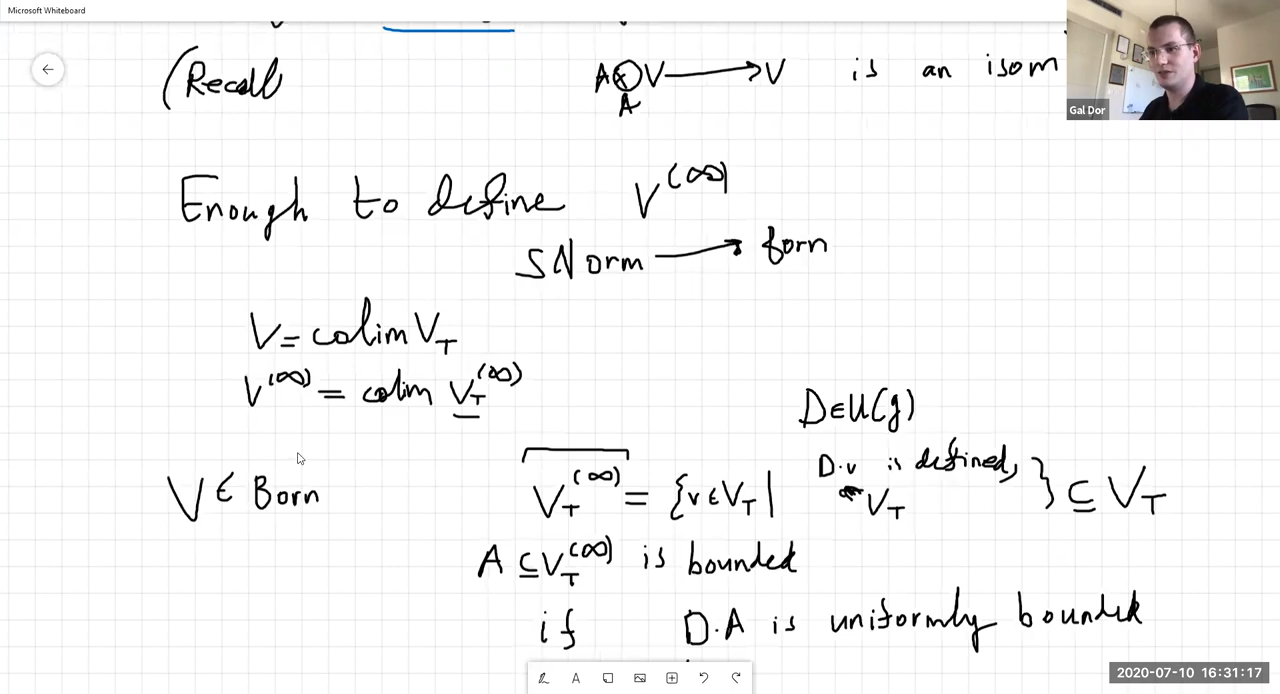 Microsoft Whiteboard
(Recall A⊗V → V is an isom
A
Gal Dor
Enough to define V^(∞)
SNorm → Born
V = colim V_T
V^(∞) = colim V_T^(∞)
D∈U(g)
V ∈ Born V_T^(∞) = {v∈V_T | D.v is defined, V_T } ⊆ V_T
A ⊆ V_T^(∞) is bounded
if D.A is uniformly bounded
2020-07-10 16:31:17